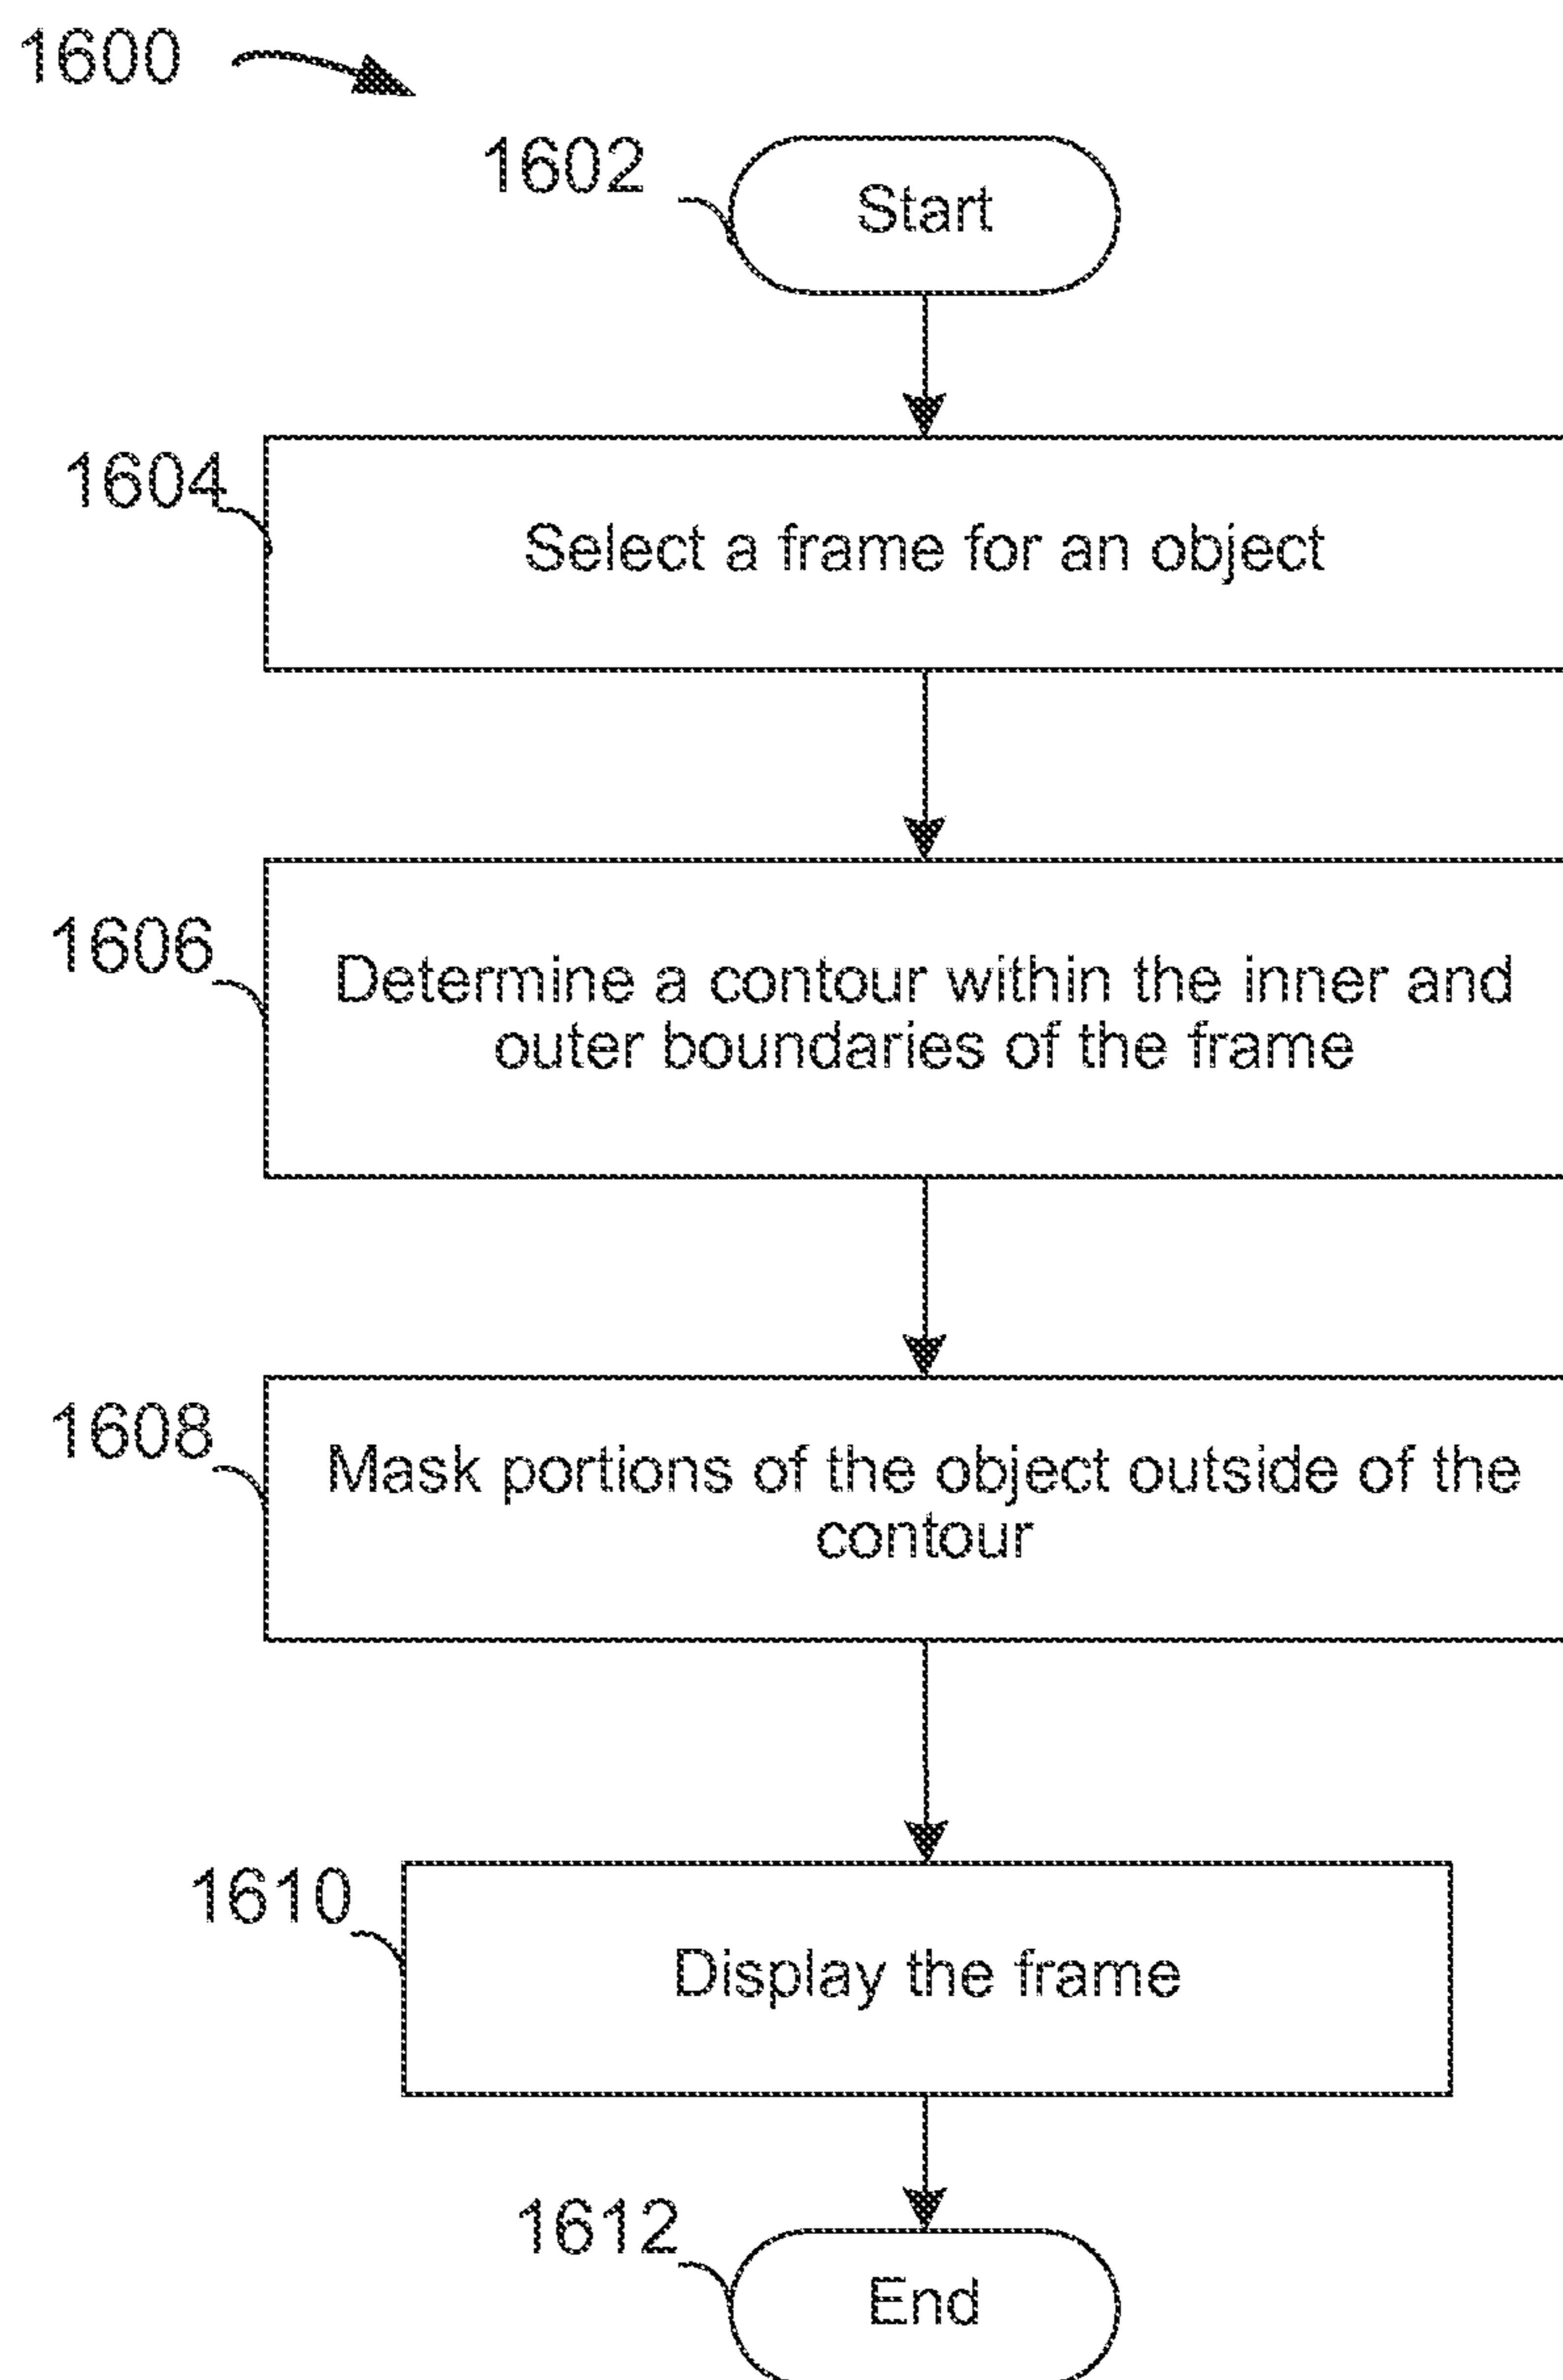 1600
1602
Start
1604
Select a frame for an object
1606
Determine a contour within the inner and
outer boundaries of the frame
1608
Mask portions of the object outside of the
contour
1610
Display the frame
1612
End